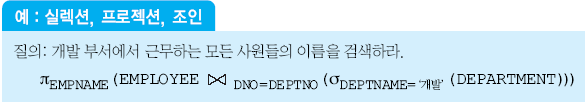 예 : 실렉션, 프로젝션, 조인
질의: 개발 부서에서 근무하는 모든 사원들의 이름을 검색하라.
πEMPNAME (EMPLOYEE ⋈ DNO=DEPTNO (σDEPTNAME= '개발' (DEPARTMENT)))